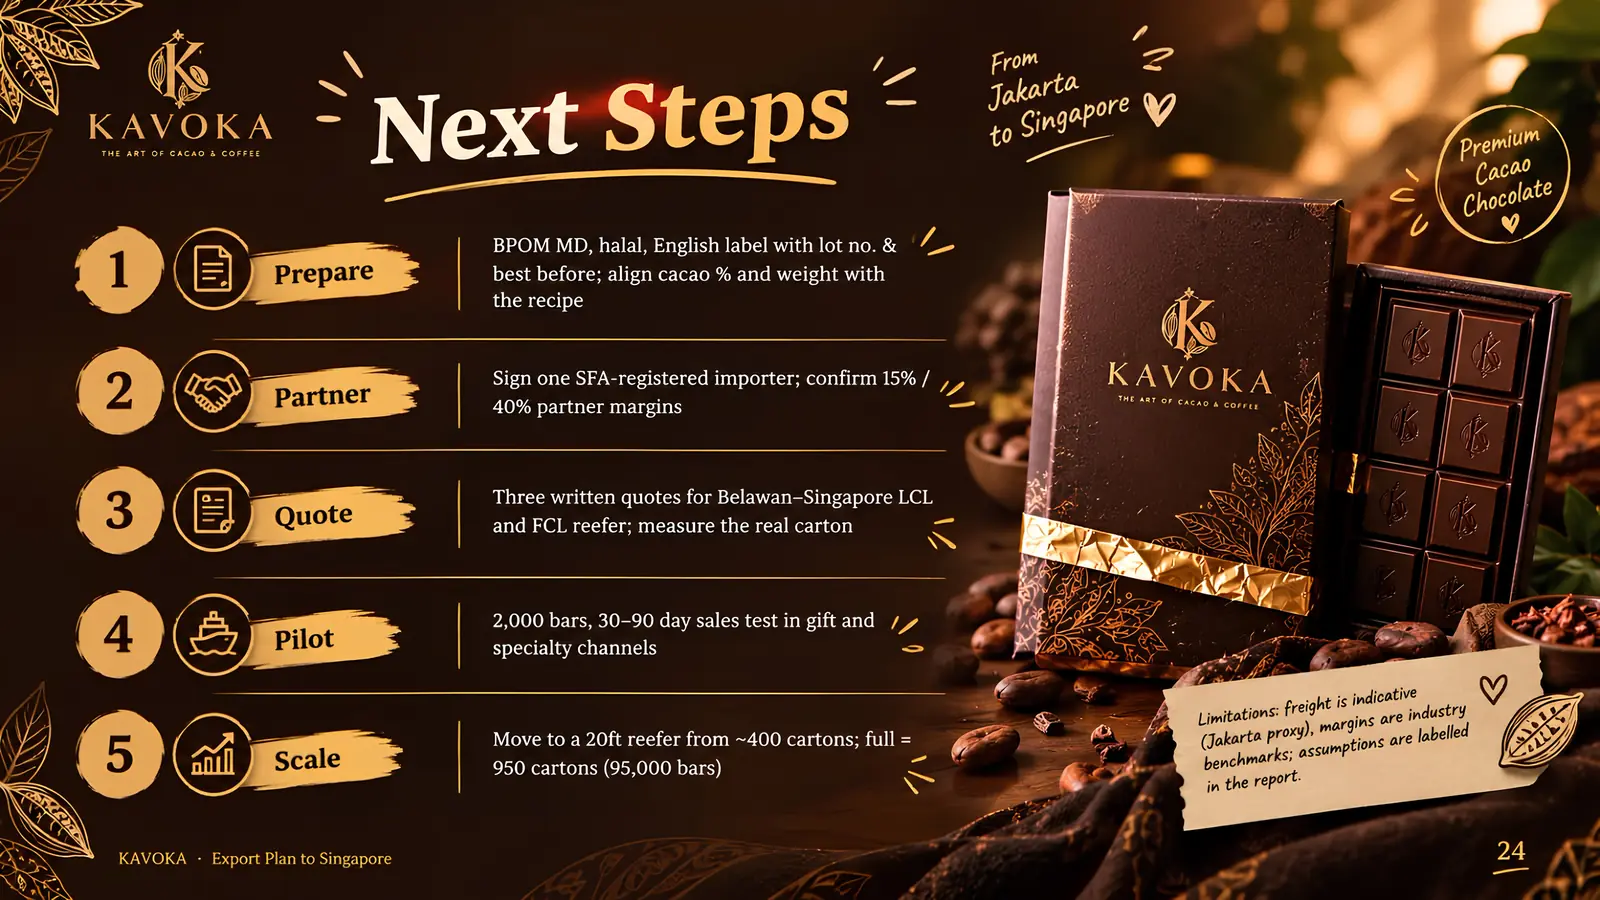 KAVOKA
THE ART OF CACAO & COFFEE
Next Steps
From
Jakarta
to Singapore
Premium
Cacao
Chocolate
1
Prepare
BPOM MD, halal, English label with lot no. &
best before; align cacao % and weight with
the recipe
2
Partner
Sign one SFA-registered importer; confirm 15% /
40% partner margins
3
Quote
Three written quotes for Belawan–Singapore LCL
and FCL reefer; measure the real carton
4
Pilot
2,000 bars, 30–90 day sales test in gift and
specialty channels
5
Scale
Move to a 20ft reefer from ~400 cartons; full =
950 cartons (95,000 bars)
K
KAVOKA
THE ART OF CACAO & COFFEE
Limitations: freight is indicative
(Jakarta proxy), margins are industry
benchmarks; assumptions are labelled
in the report.
KAVOKA · Export Plan to Singapore
24